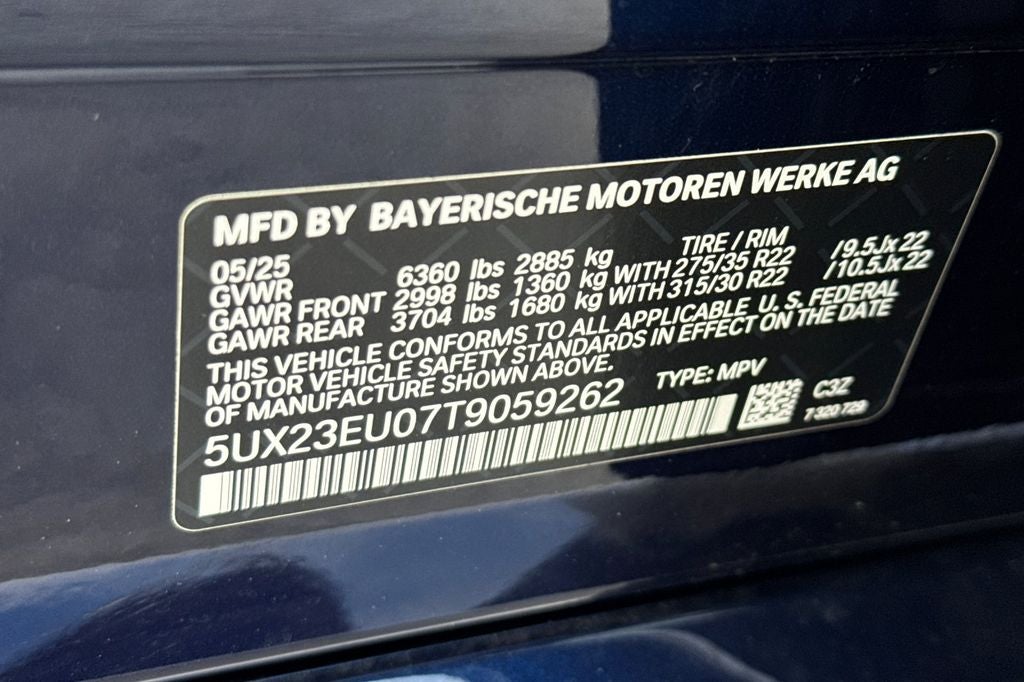 MFD BY BAYERISCHE MOTOREN WERKE AG
05/25 TIRE / RIM
GVWR 6360 lbs 2885 kg
GAWR FRONT 2998 lbs 1360 kg WITH 275/35 R22 /9.5Jx22
GAWR REAR 3704 lbs 1680 kg WITH 315/30 R22 /10.5Jx22
THIS VEHICLE CONFORMS TO ALL APPLICABLE U.S. FEDERAL
MOTOR VEHICLE SAFETY STANDARDS IN EFFECT ON THE DATE
OF MANUFACTURE SHOWN ABOVE.
5UX23EU07T9059262 TYPE: MPV
C3Z
7 320 729